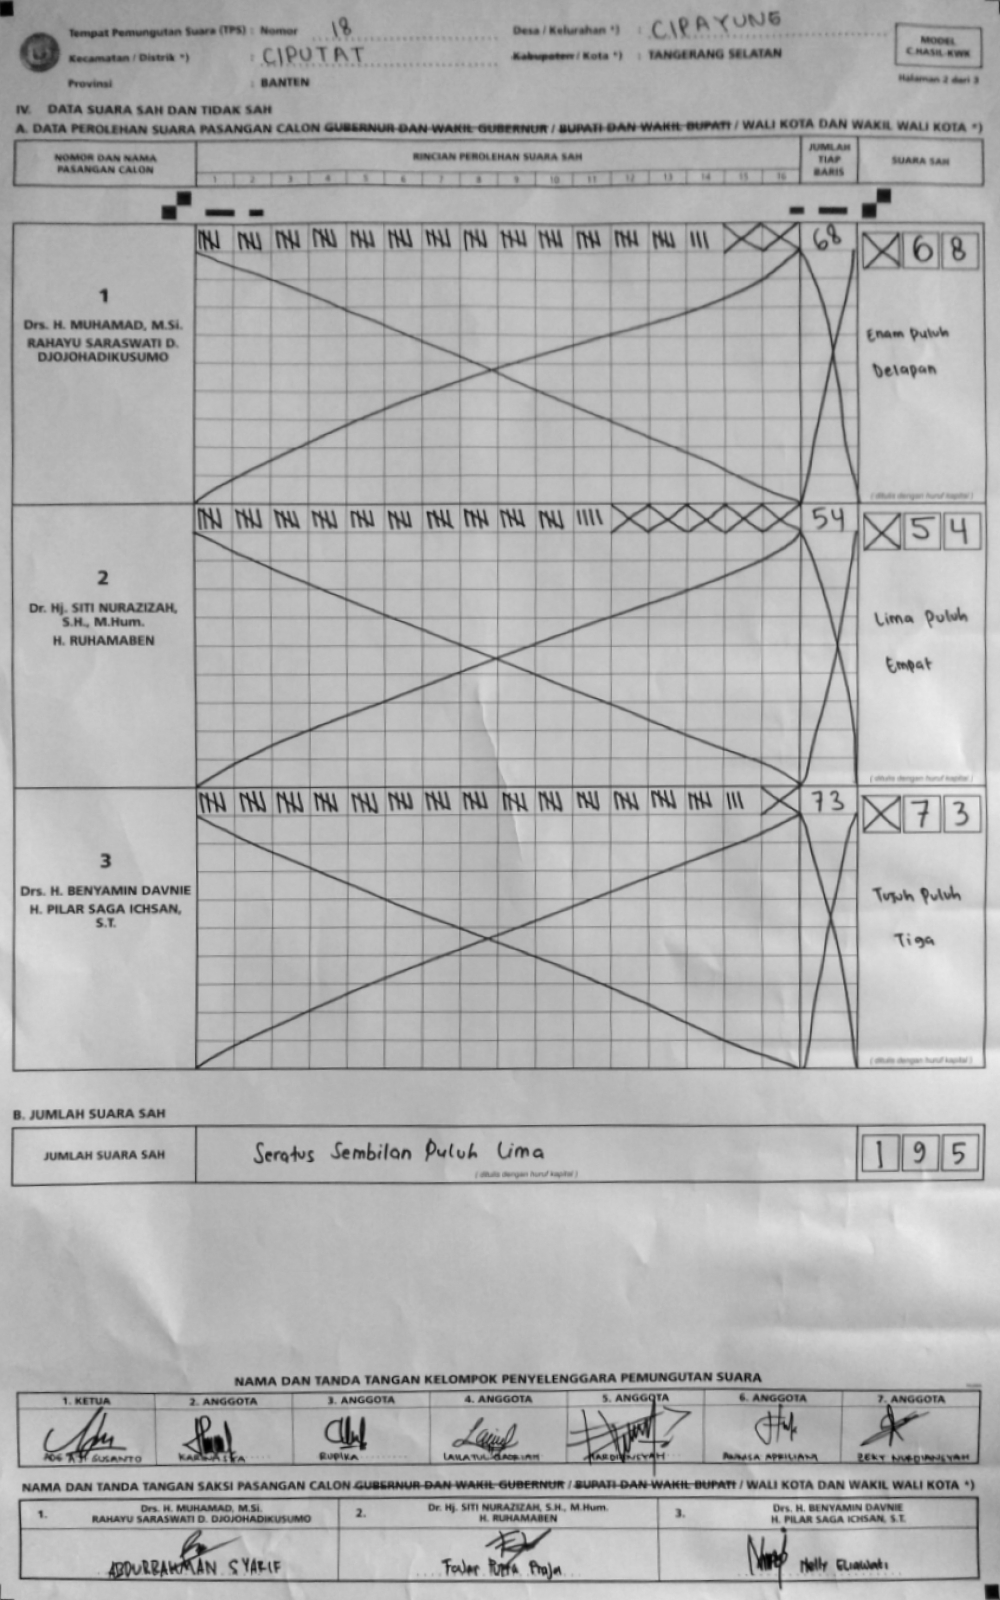 Tempat Pemungutan Suara (TPS) : Nomor 18 Desa / Kelurahan *) : CIPAYUNG
Kecamatan / Distrik *) : CIPUTAT Kabupaten / Kota *) : TANGERANG SELATAN
Provinsi : BANTEN
MODEL
C.HASIL-KWK
Halaman 2 dari 3
IV. DATA SUARA SAH DAN TIDAK SAH
A. DATA PEROLEHAN SUARA PASANGAN CALON GUBERNUR DAN WAKIL GUBERNUR / BUPATI DAN WAKIL BUPATI / WALI KOTA DAN WAKIL WALI KOTA *)
NOMOR DAN NAMA PASANGAN CALON
RINCIAN PEROLEHAN SUARA SAH
1 2 3 4 5 6 7 8 9 10 11 12 13 14 15 16
JUMLAH TIAP BARIS
SUARA SAH
1
Drs. H. MUHAMAD, M.Si.
RAHAYU SARASWATI D.
DJOJOHADIKUSUMO
68
X 6 8
Enam Puluh
Delapan
(ditulis dengan huruf kapital)
2
Dr. Hj. SITI NURAZIZAH,
S.H., M.Hum.
H. RUHAMABEN
54
X 5 4
Lima Puluh
Empat
(ditulis dengan huruf kapital)
3
Drs. H. BENYAMIN DAVNIE
H. PILAR SAGA ICHSAN,
S.T.
73
X 7 3
Tujuh Puluh
Tiga
(ditulis dengan huruf kapital)
B. JUMLAH SUARA SAH
JUMLAH SUARA SAH Seratus Sembilan Puluh Lima 1 9 5
(ditulis dengan huruf kapital)
NAMA DAN TANDA TANGAN KELOMPOK PENYELENGGARA PEMUNGUTAN SUARA
1. KETUA 2. ANGGOTA 3. ANGGOTA 4. ANGGOTA 5. ANGGOTA 6. ANGGOTA 7. ANGGOTA
RUDIKA
NAMA DAN TANDA TANGAN SAKSI PASANGAN CALON GUBERNUR DAN WAKIL GUBERNUR / BUPATI DAN WAKIL BUPATI / WALI KOTA DAN WAKIL WALI KOTA *)
1. Drs. H. MUHAMAD, M.Si.
RAHAYU SARASWATI D. DJOJOHADIKUSUMO
2. Dr. Hj. SITI NURAZIZAH, S.H., M.Hum.
H. RUHAMABEN
3. Drs. H. BENYAMIN DAVNIE
H. PILAR SAGA ICHSAN, S.T.
ABDURRAHMAN SYARIF
Fajar Putra Praja
Nelly Eliawati